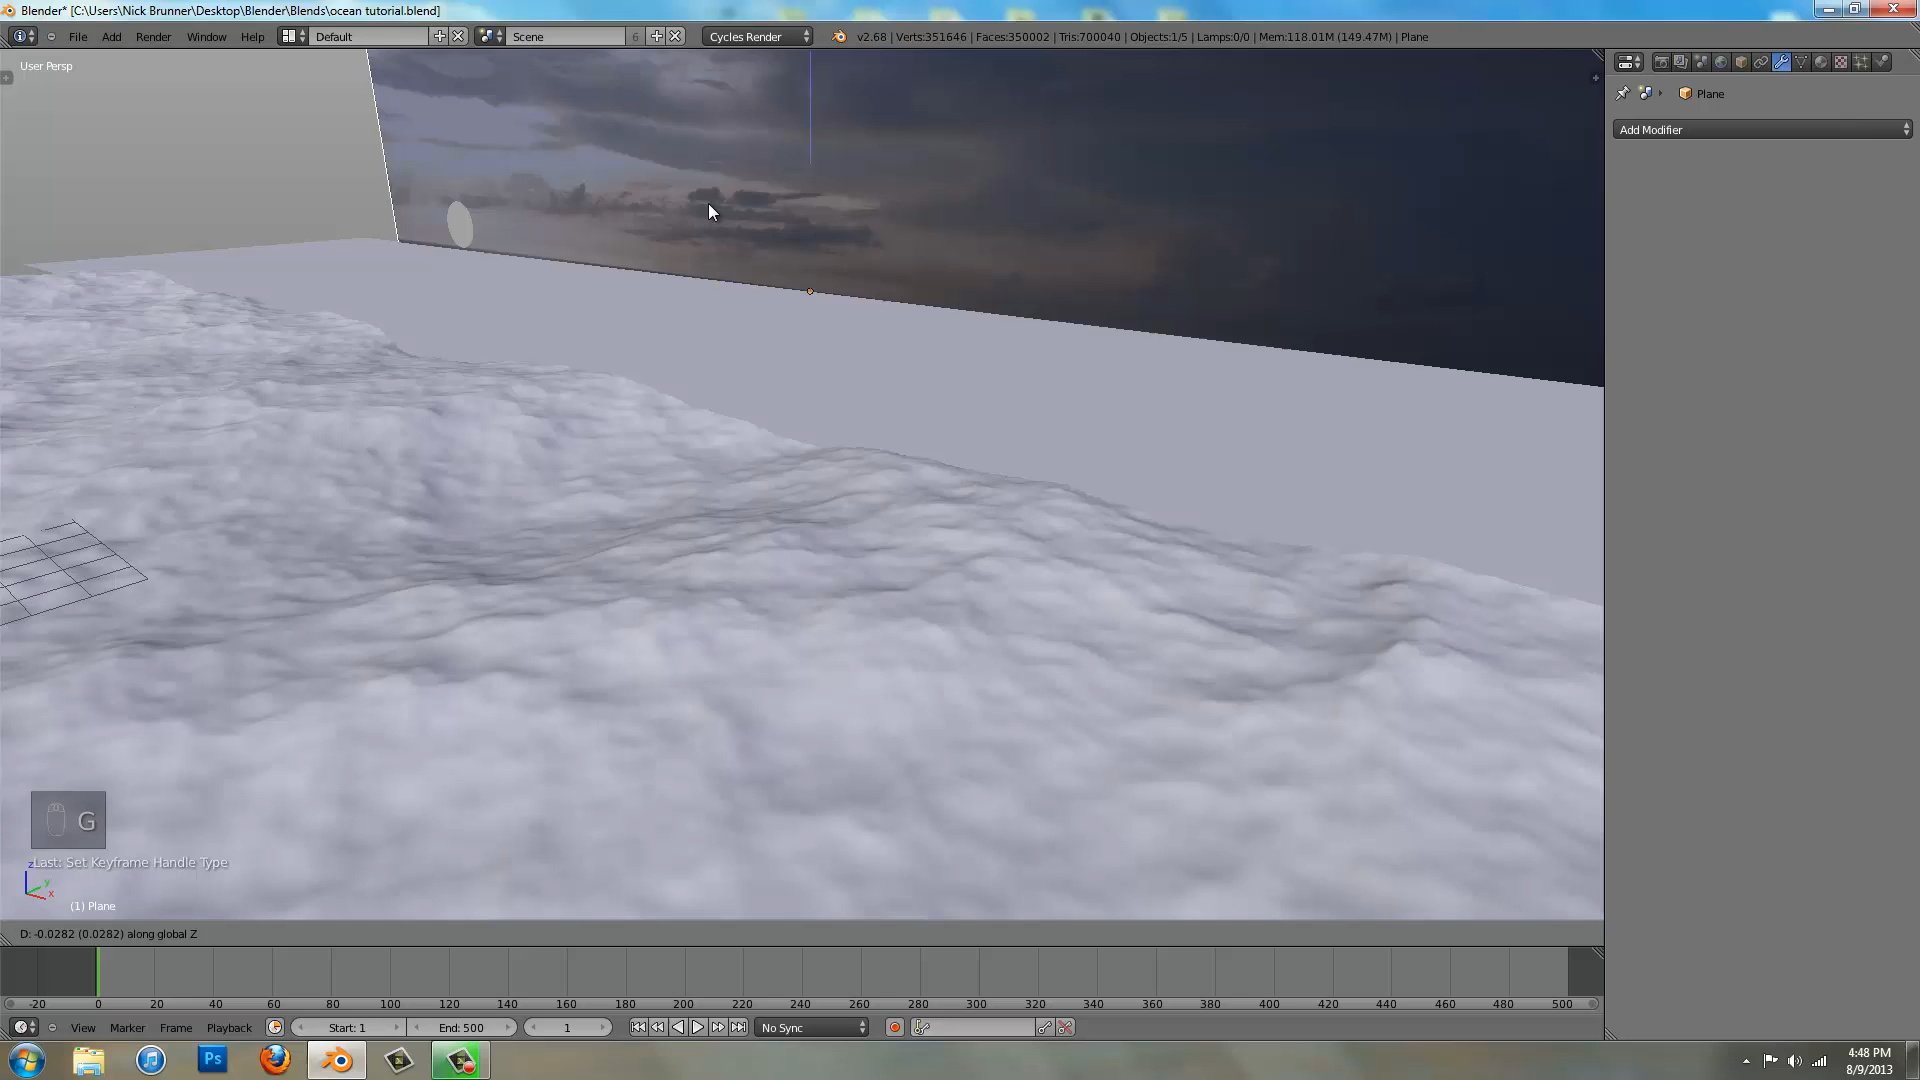 Blender* [C:\Users\Nick Brunner\Desktop\Blender\Blends\ocean tutorial.blend]
File Add Render Window Help Default Scene 6 Cycles Render v2.68 | Verts:351646 | Faces:350002 | Tris:700040 | Objects:1/5 | Lamps:0/0 | Mem:118.01M (149.47M) | Plane
User Persp
Plane
Add Modifier
G
Last: Set Keyframe Handle Type
z
y
x
(1) Plane
D: -0.0282 (0.0282) along global Z
-20 0 20 40 60 80 100 120 140 160 180 200 220 240 260 280 300 320 340 360 380 400 420 440 460 480 500
View Marker Frame Playback Start: 1 End: 500 1 No Sync
Ps
4:48 PM
8/9/2013